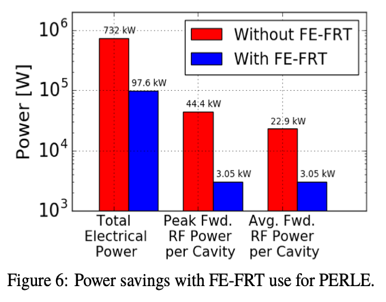 10^6
732 kW
Without FE-FRT
With FE-FRT
10^5
97.6 kW
44.4 kW
22.9 kW
Power [W]
10^4
3.05 kW
3.05 kW
10^3
Total
Electrical
Power
Peak Fwd.
RF Power
per Cavity
Avg. Fwd.
RF Power
per Cavity
Figure 6: Power savings with FE-FRT use for PERLE.